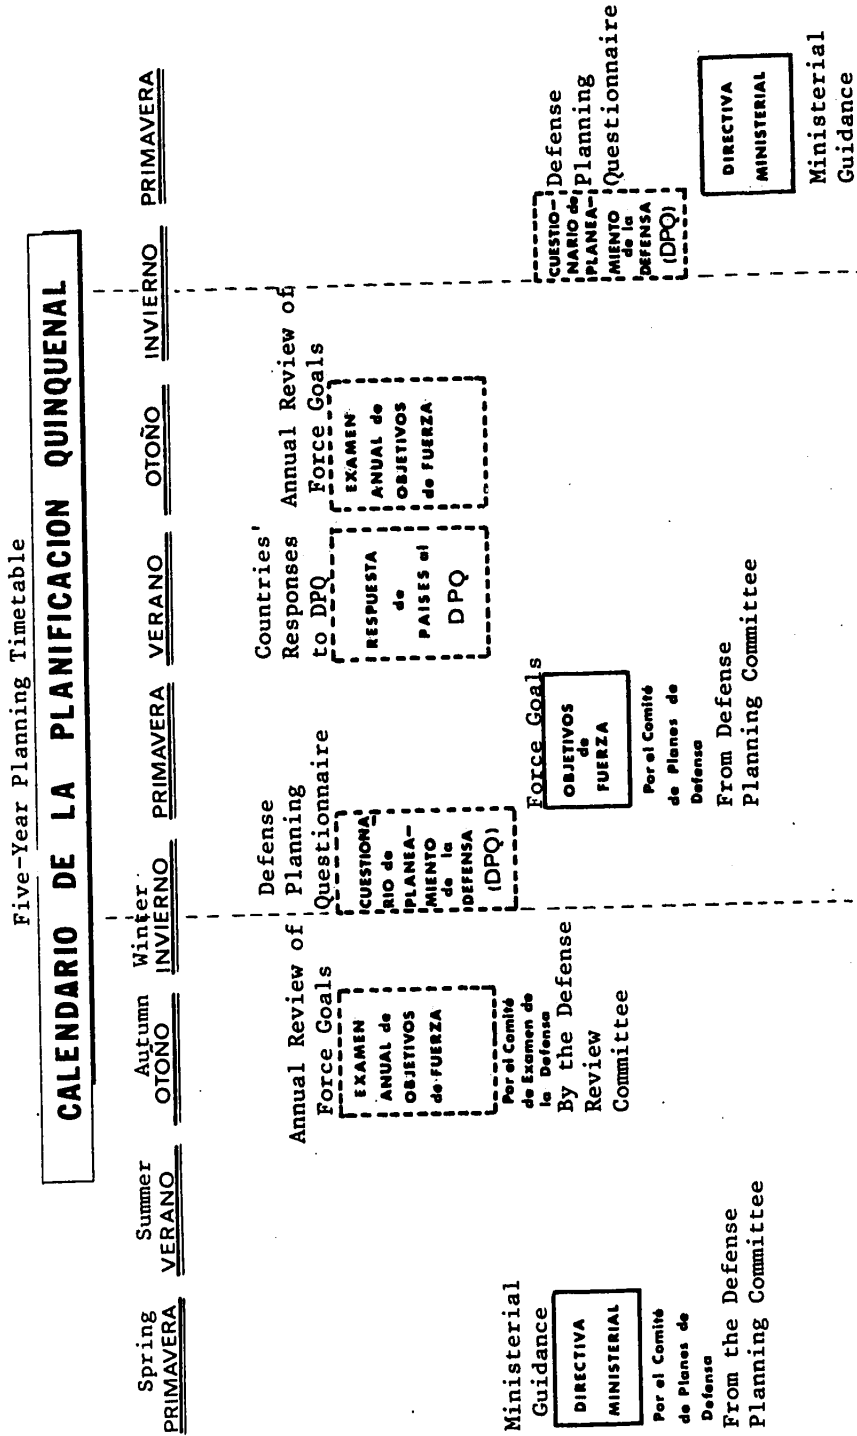 Five-Year Planning Timetable
CALENDARIO DE LA PLANIFICACION QUINQUENAL
Spring
PRIMAVERA
Summer
VERANO
Autumn
OTOÑO
Winter
INVIERNO
PRIMAVERA
VERANO
OTOÑO
INVIERNO
PRIMAVERA
Ministerial
Guidance
DIRECTIVA
MINISTERIAL
Por el Comité
de Planes de
Defensa
From the Defense
Planning Committee
Annual Review of
Force Goals
EXAMEN
ANUAL de
OBJETIVOS
de FUERZA
Por el Comité
de Examen de
la Defensa
By the Defense
Review
Committee
Defense
Planning
Questionnaire
CUESTIONA-
RIO de
PLANEA-
MIENTO
de la
DEFENSA
(DPQ)
Force Goals
OBJETIVOS
de
FUERZA
Por el Comité
de Planes de
Defensa
From Defense
Planning Committee
Countries'
Responses
to DPQ
RESPUESTA
de
PAISES al
DPQ
Annual Review of
Force Goals
EXAMEN
ANUAL de
OBJETIVOS
de FUERZA
CUESTIO-
NARIO de
PLANEA-
MIENTO
de la
DEFENSA
(DPQ)
Defense
Planning
Questionnaire
DIRECTIVA
MINISTERIAL
Ministerial
Guidance